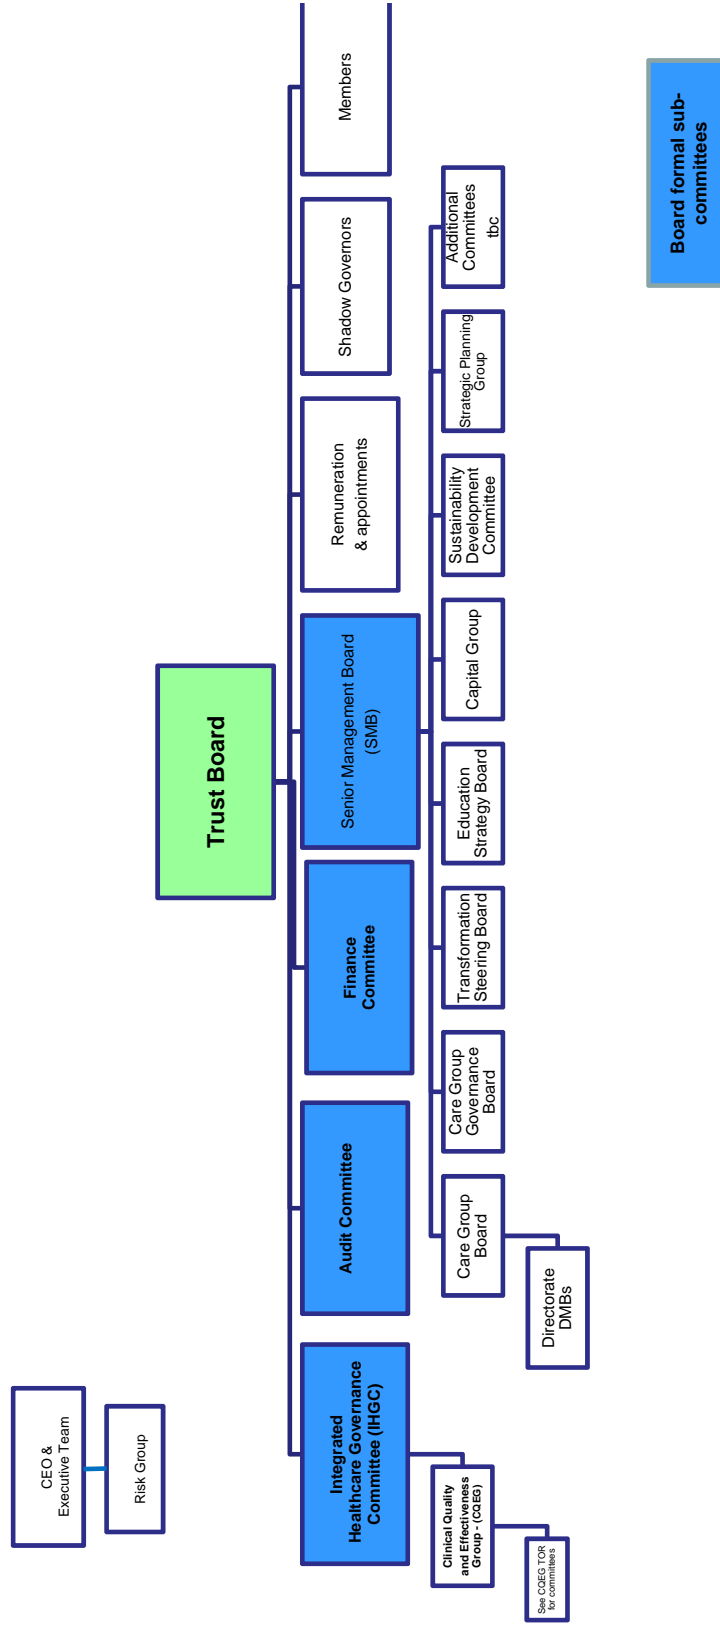 CEO &
Executive Team
Risk Group
Trust Board
Integrated
Healthcare Governance
Committee (IHGC)
Audit Committee
Finance
Committee
Senior Management Board
(SMB)
Remuneration
& appointments
Shadow Governors
Members
Clinical Quality
and Effectiveness
Group - (CQEG)
See CQEG TOR
for committees
Care Group
Board
Directorate
DMBs
Care Group
Governance
Board
Transformation
Steering Board
Education
Strategy Board
Capital Group
Sustainability
Development
Committee
Strategic Planning
Group
Additional
Committees
tbc
Board formal sub-
committees